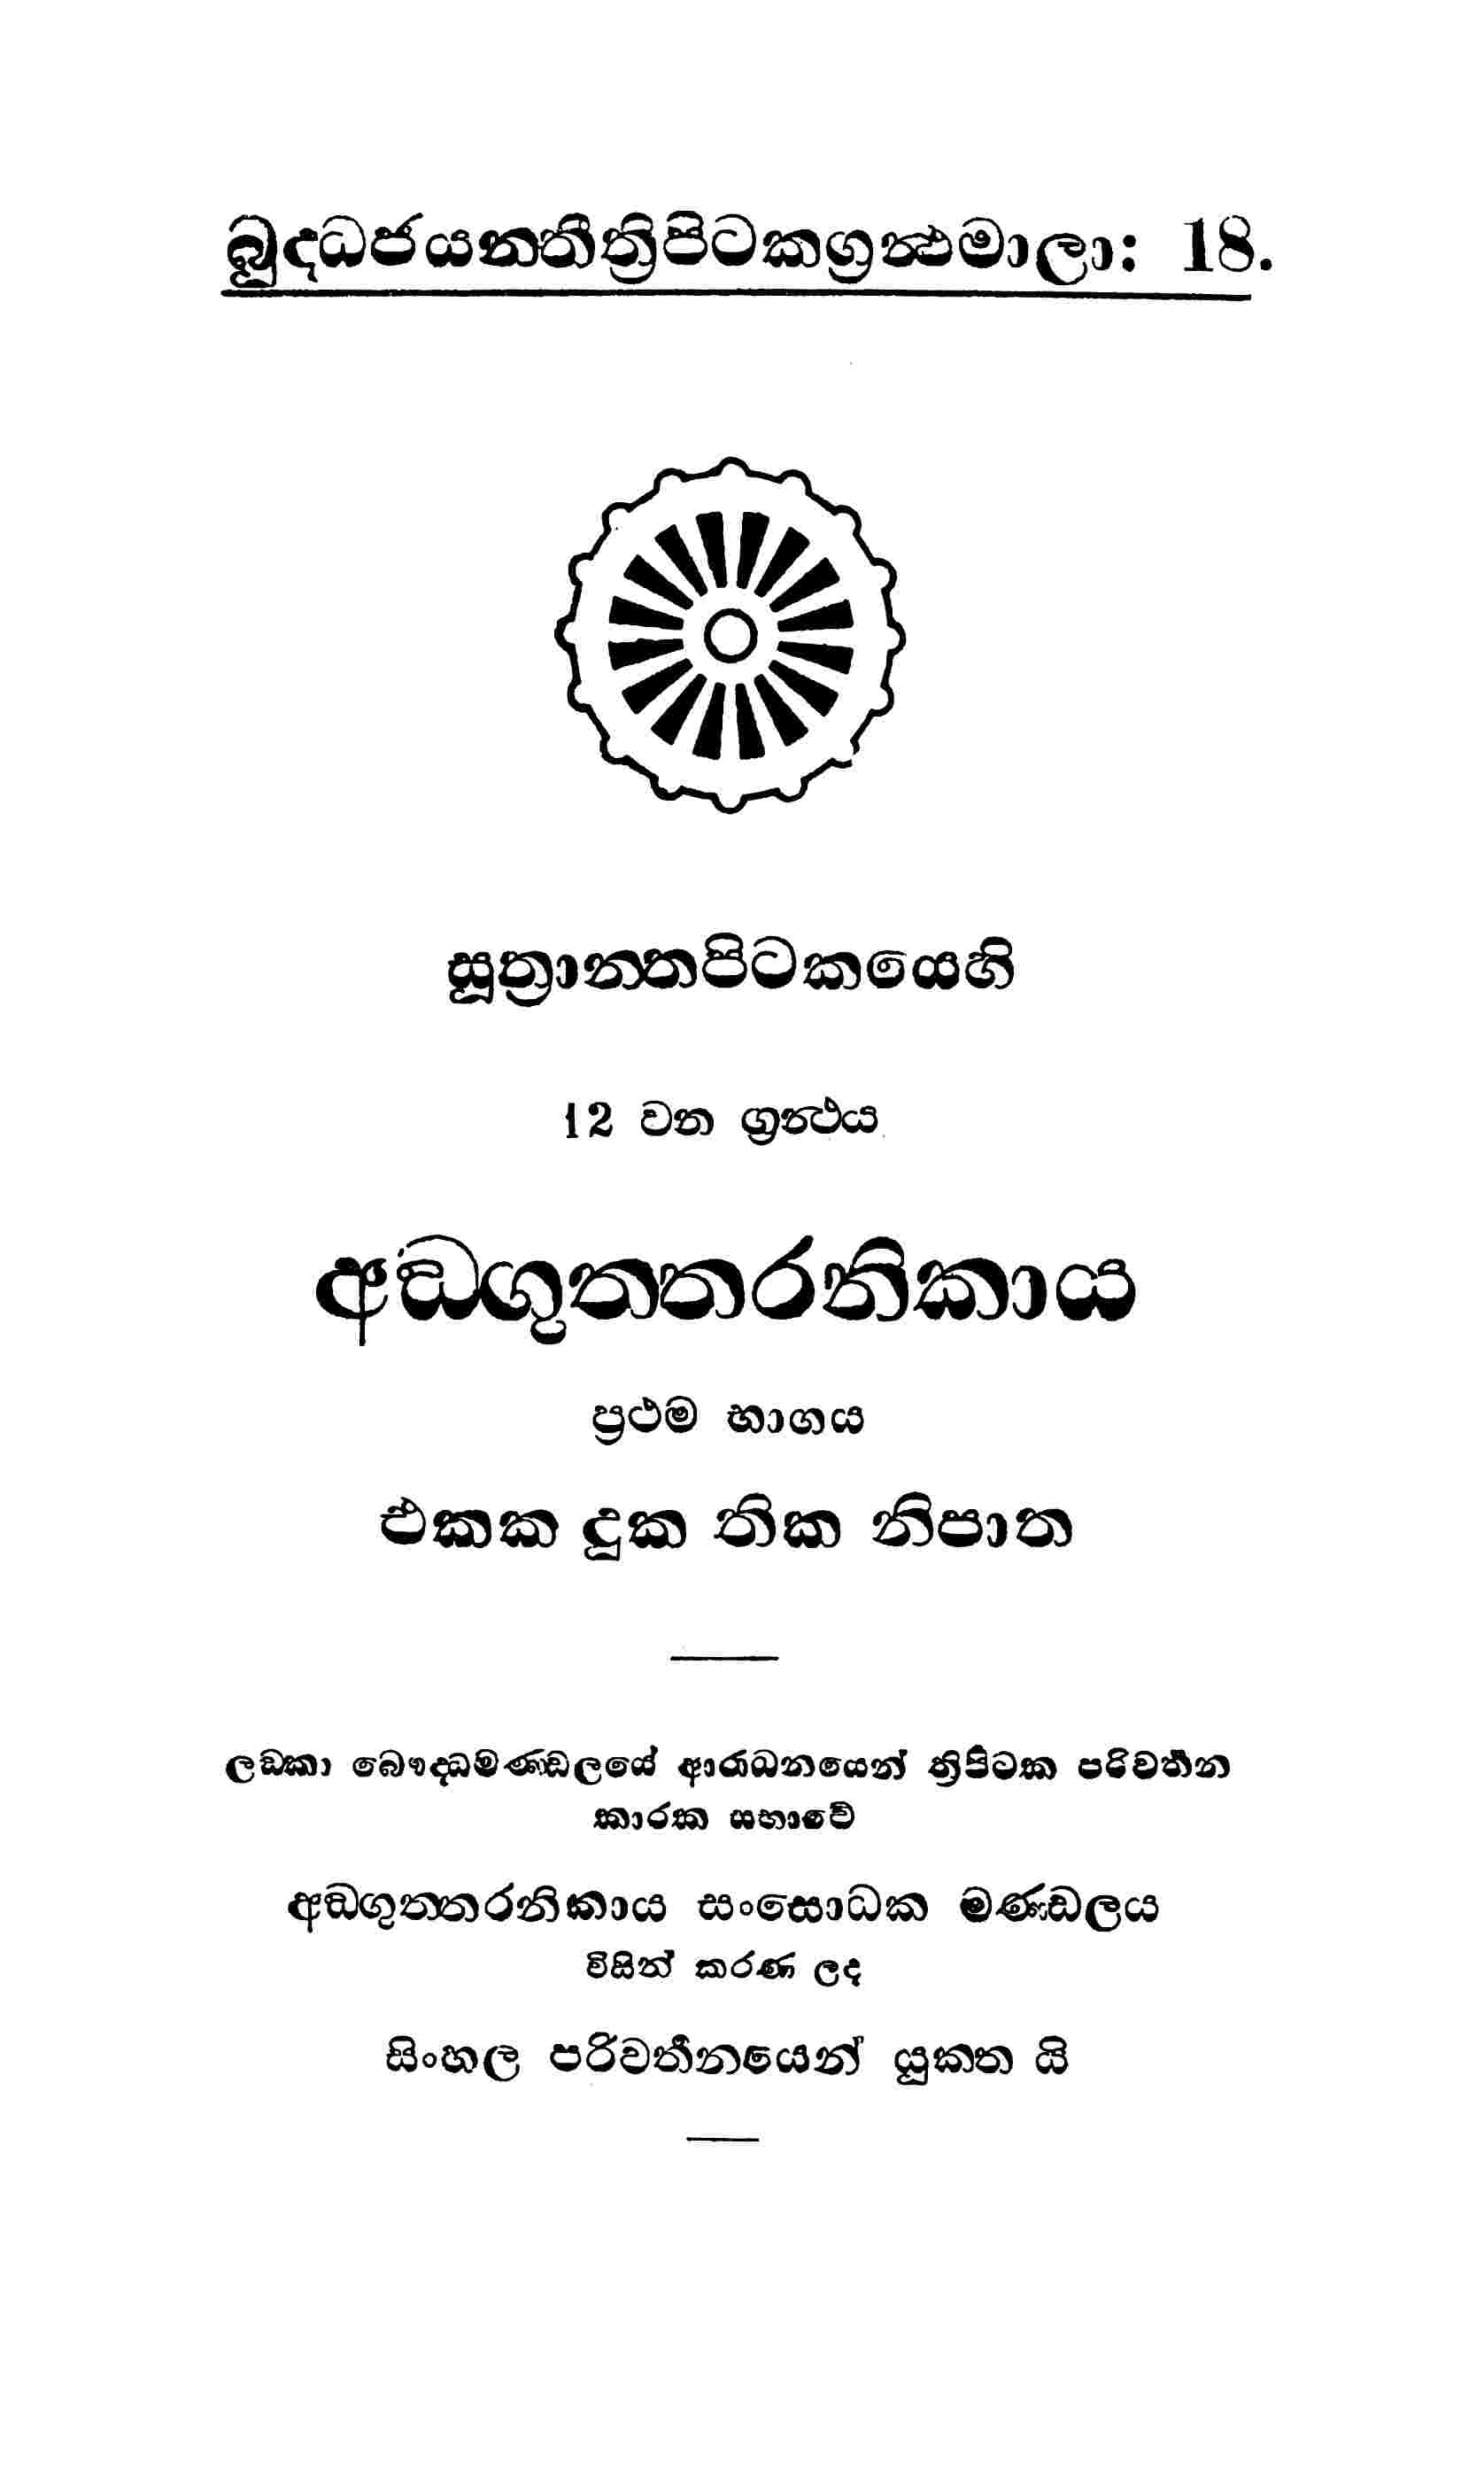 බුද්ධජයන්තීත්‍රිපිටකග්‍රන්ථමාලා: 18.
සූත්‍රාන්තපිටකයෙහි
12 වන ග්‍රන්ථය
අඞ්ගුත්තරනිකාය
ප්‍රථම භාගය
එකක දුක තික නිපාත
ලඞ්කා බෞද්ධමණ්ඩලයේ ආරාධනයෙන් ත්‍රිපිටක පරිවර්තන
කාරක සභාවේ
අඞ්ගුත්තරනිකාය සංසොධක මණ්ඩලය
විසින් කරණ ලද
සිංහල පරිවර්තනයෙන් යුක්ත යි